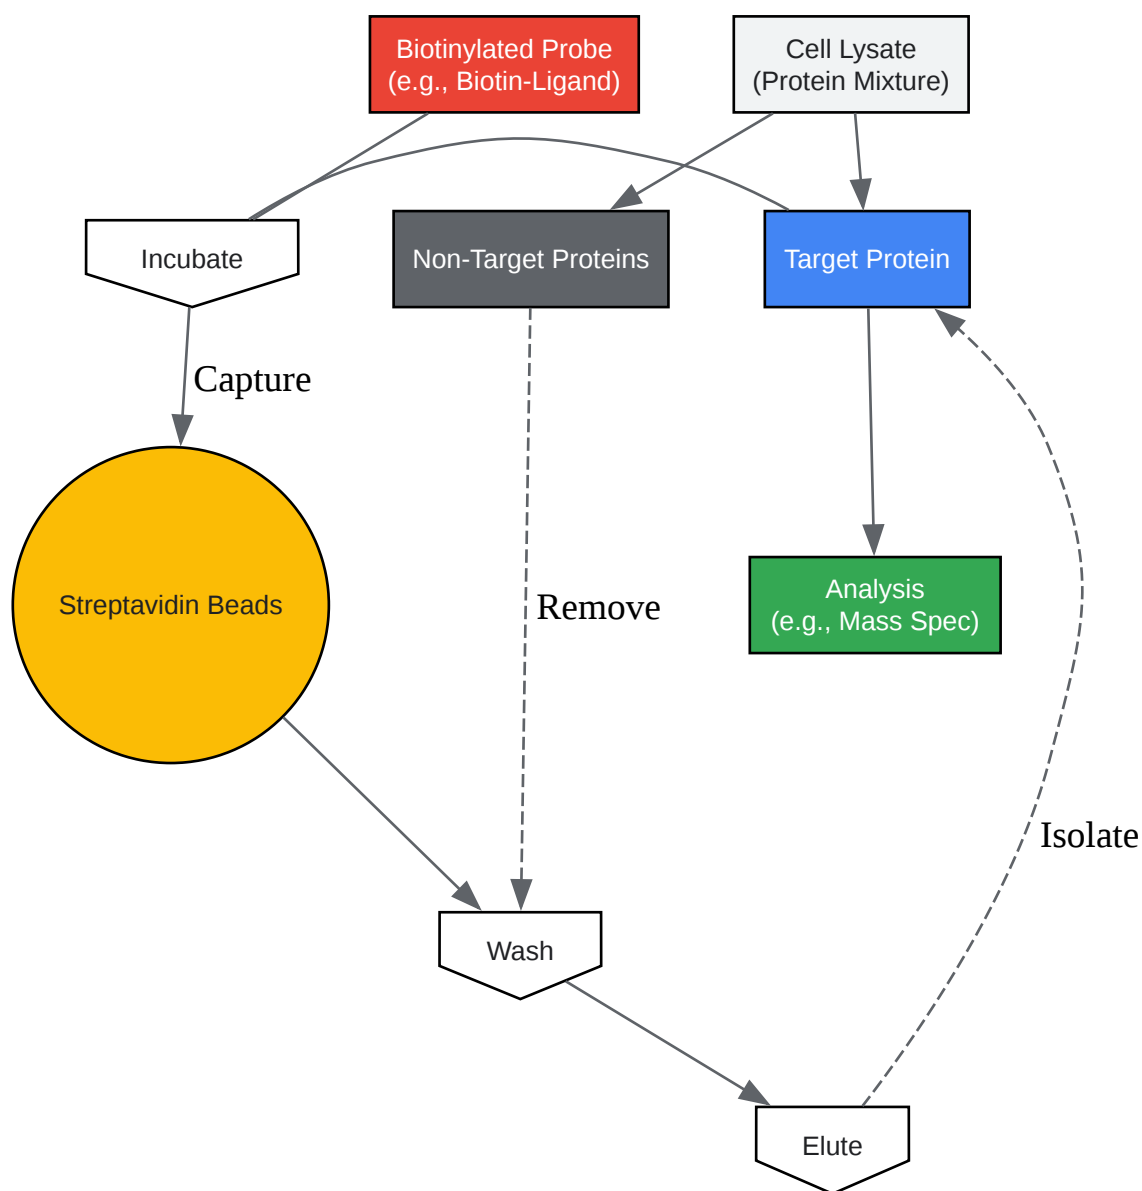 Biotinylated Probe
(e.g., Biotin-Ligand)
Cell Lysate
(Protein Mixture)
Incubate
Non-Target Proteins
Target Protein
Capture
Streptavidin Beads
Remove
Analysis
(e.g., Mass Spec)
Isolate
Wash
Elute